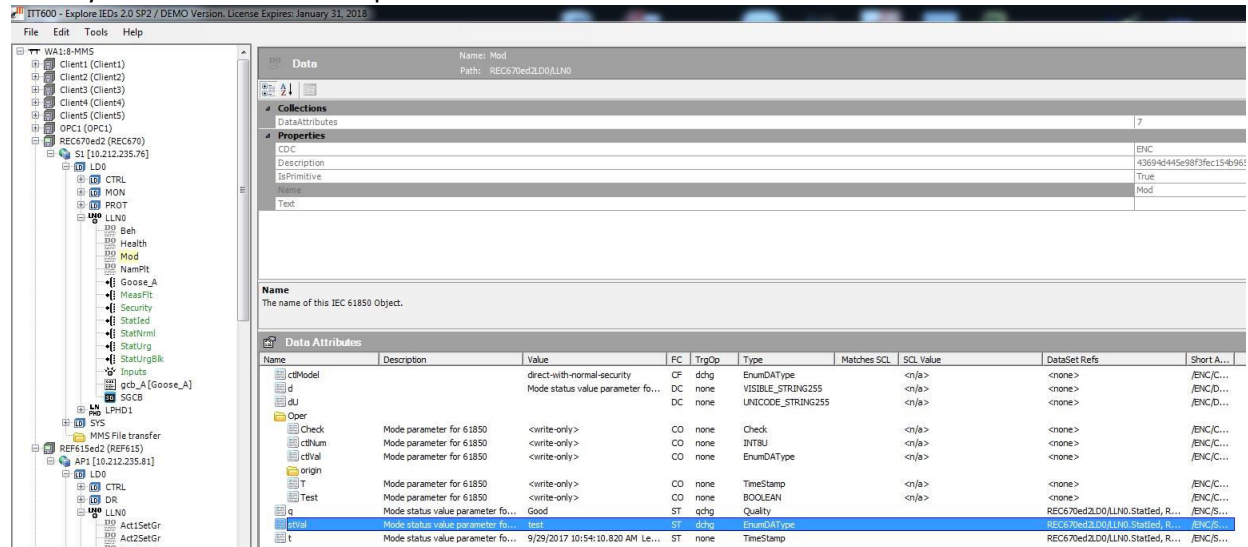 ITT600 - Explore IEDs 2.0 SP2 / DEMO Version. License Expires: January 31, 2018
File Edit Tools Help
WA1:8-MMS
Client1 (Client1)
Client2 (Client2)
Client3 (Client3)
Client4 (Client4)
Client5 (Client5)
OPC1 (OPC1)
REC670ed2 (REC670)
S1 [10.212.235.76]
LD0
CTRL
MON
PROT
LLN0
Beh
Health
Mod
NamPlt
Goose_A
MeasFlt
Security
StatIed
StatNrml
StatUrg
StatUrgBlk
Inputs
gcb_A [Goose_A]
SGCB
LPHD1
SYS
MMS File transfer
REF615ed2 (REF615)
AP1 [10.212.235.81]
LD0
CTRL
DR
LLN0
Act1SetGr
Act2SetGr
Data
Name: Mod
Path: REC670ed2LD0/LLN0
Collections
DataAttributes 7
Properties
CDC ENC
Description 43694d445e98f3fec154b965
IsPrimitive True
Name Mod
Text
Name
The name of this IEC 61850 Object.
Data Attributes
Name Description Value FC TrgOp Type Matches SCL SCL Value DataSet Refs Short A...
ctlModel direct-with-normal-security CF dchg EnumDAType <n/a> <none> /ENC/C...
d Mode status value parameter fo... DC none VISIBLE_STRING255 <n/a> <none> /ENC/D...
dU DC none UNICODE_STRING255 <n/a> <none> /ENC/D...
Oper
Check Mode parameter for 61850 <write-only> CO none Check <n/a> <none> /ENC/C...
ctlNum Mode parameter for 61850 <write-only> CO none INT8U <n/a> <none> /ENC/C...
ctlVal Mode parameter for 61850 <write-only> CO none EnumDAType <n/a> <none> /ENC/C...
origin
T Mode parameter for 61850 <write-only> CO none TimeStamp <n/a> <none> /ENC/C...
Test Mode parameter for 61850 <write-only> CO none BOOLEAN <n/a> <none> /ENC/C...
q Mode status value parameter fo... Good ST qchg Quality REC670ed2LD0/LLN0.StatIed, R... /ENC/S...
stVal Mode status value parameter fo... test ST dchg EnumDAType REC670ed2LD0/LLN0.StatIed, R... /ENC/S...
t Mode status value parameter fo... 9/29/2017 10:54:10.820 AM Le... ST none TimeStamp REC670ed2LD0/LLN0.StatIed, R... /ENC/S...